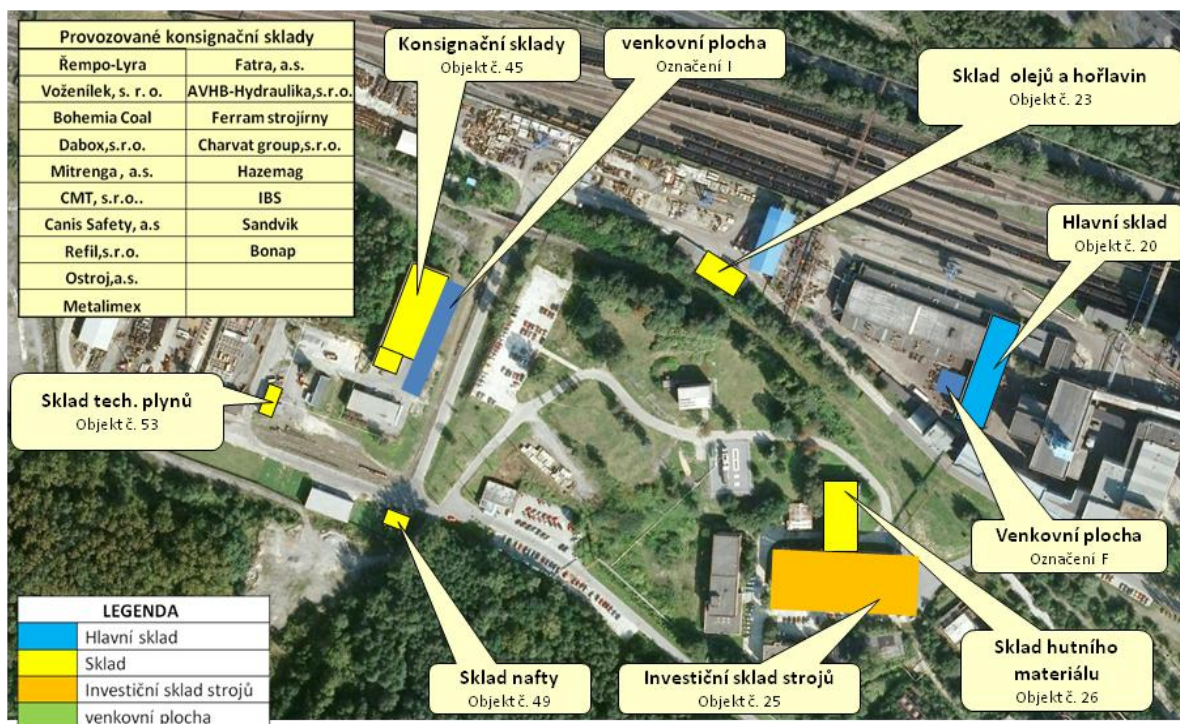 Provozované konsignační sklady
Řempo-Lyra Fatra, a.s.
Voženílek, s. r. o. AVHB-Hydraulika,s.r.o.
Bohemia Coal Ferram strojírny
Dabox,s.r.o. Charvat group,s.r.o.
Mitrenga , a.s. Hazemag
CMT, s.r.o.. IBS
Canis Safety, a.s Sandvik
Refil,s.r.o. Bonap
Ostroj,a.s.
Metalimex
Konsignační sklady
Objekt č. 45
venkovní plocha
Označení I
Sklad olejů a hořlavin
Objekt č. 23
Hlavní sklad
Objekt č. 20
Sklad tech. plynů
Objekt č. 53
Venkovní plocha
Označení F
Sklad nafty
Objekt č. 49
Investiční sklad strojů
Objekt č. 25
Sklad hutního
materiálu
Objekt č. 26
LEGENDA
Hlavní sklad
Sklad
Investiční sklad strojů
venkovní plocha